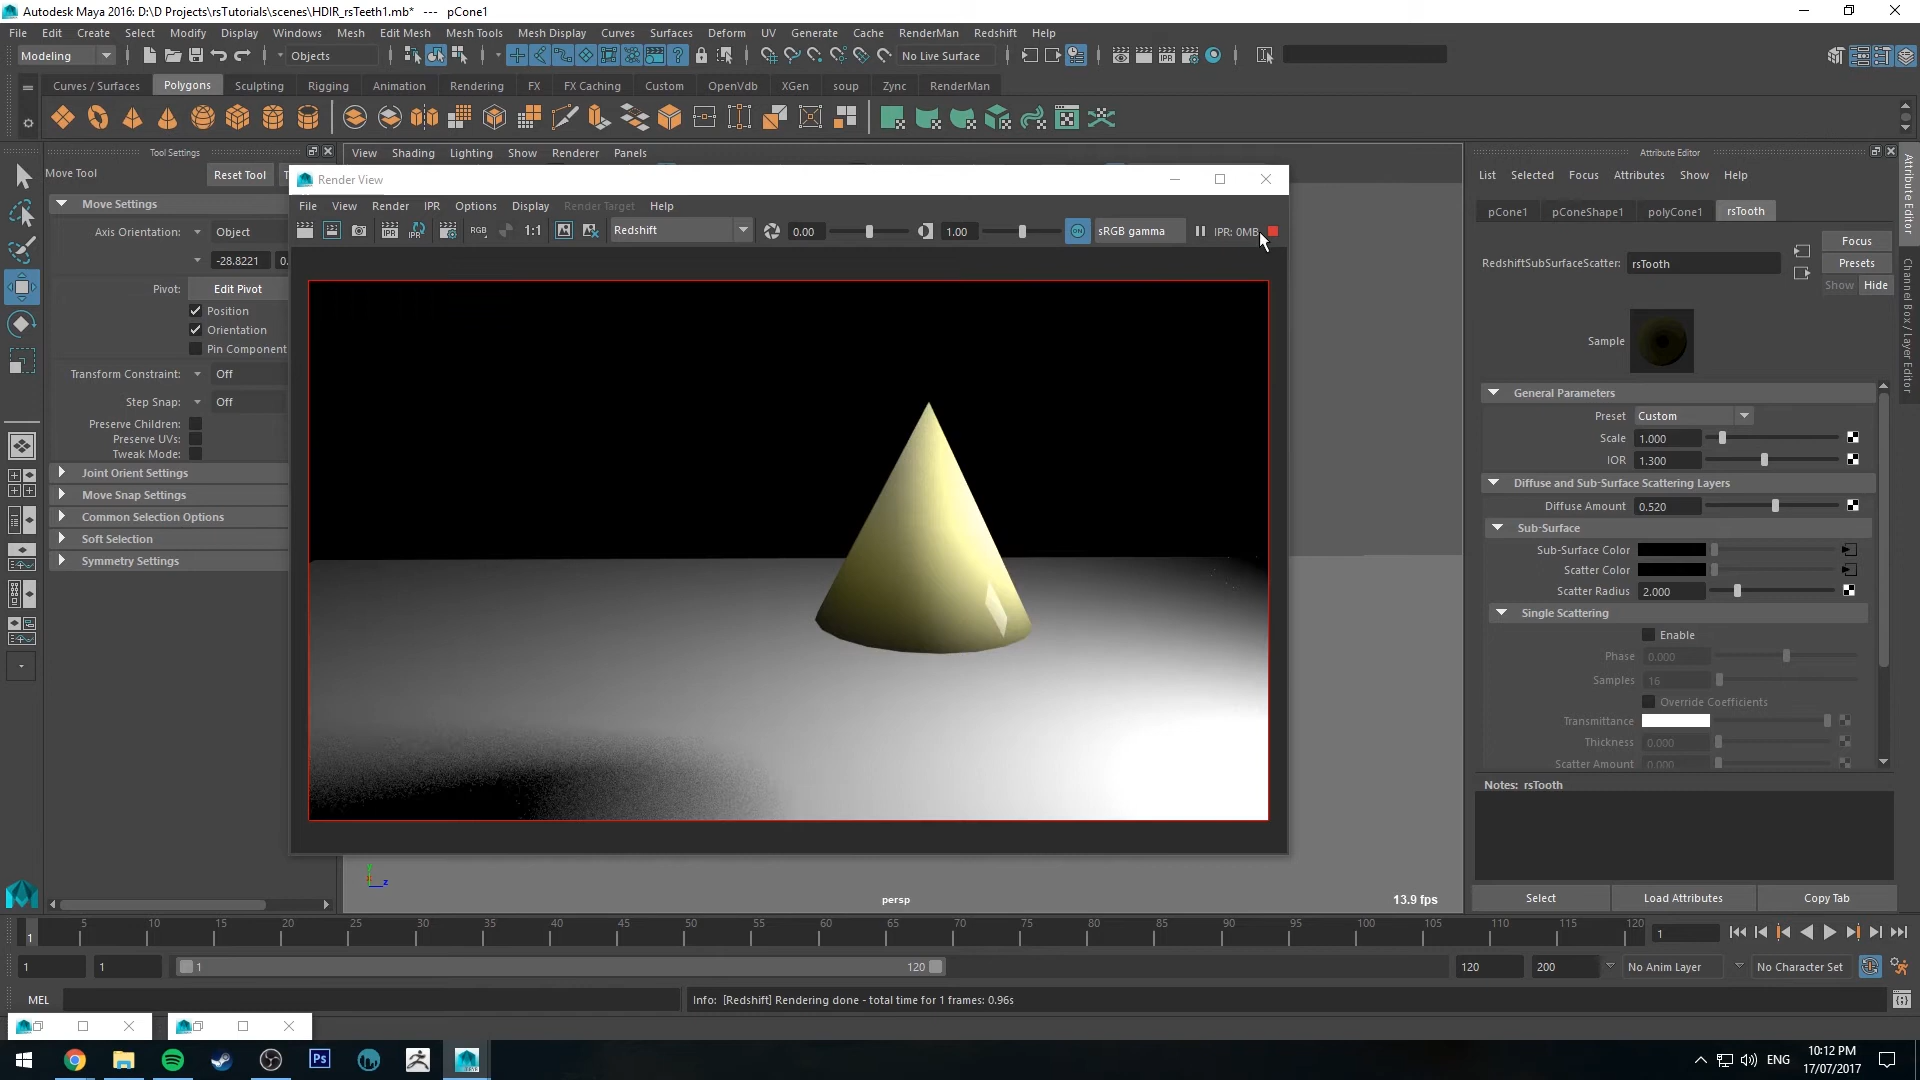 Autodesk Maya 2016: D:\D Projects\rsTutorials\scenes\HDIR_rsTeeth1.mb* --- pCone1
File Edit Create Select Modify Display Windows Mesh Edit Mesh Mesh Tools Mesh Display Curves Surfaces Deform UV Generate Cache RenderMan Redshift Help
Modeling Objects No Live Surface
Curves / Surfaces Polygons Sculpting Rigging Animation Rendering FX FX Caching Custom OpenVdb XGen soup Zync RenderMan
Tool Settings
View Shading Lighting Show Renderer Panels
Attribute Editor
Move Tool
Reset Tool
Render View
List Selected Focus Attributes Show Help
Move Settings
File View Render IPR Options Display Render Target Help
pCone1 pConeShape1 polyCone1 rsTooth
Axis Orientation: Object
IPR RGB 1:1 Redshift 0.00 1.00 ON sRGB gamma IPR: 0MB
Focus
-28.8221 0.
RedshiftSubSurfaceScatter: rsTooth
Presets
Show Hide
Pivot: Edit Pivot
Position
Orientation
Pin Component
Sample
Transform Constraint: Off
Step Snap: Off
Preserve Children:
Preserve UVs:
Tweak Mode:
Joint Orient Settings
Move Snap Settings
Common Selection Options
Soft Selection
Symmetry Settings
General Parameters
Preset Custom
Scale 1.000
IOR 1.300
Diffuse and Sub-Surface Scattering Layers
Diffuse Amount 0.520
Sub-Surface
Sub-Surface Color
Scatter Color
Scatter Radius 2.000
Single Scattering
Enable
Phase 0.000
Samples 16
Override Coefficients
Transmittance
Thickness 0.000
Scatter Amount 0.000
Notes: rsTooth
Select Load Attributes Copy Tab
Attribute Editor
Channel Box / Layer Editor
y
z
persp
13.9 fps
1 5 10 15 20 25 30 35 40 45 50 55 60 65 70 75 80 85 90 95 100 105 110 115 120 1
1 1 1 120 120 200 No Anim Layer No Character Set
MEL
Info: [Redshift] Rendering done - total time for 1 frames: 0.96s
Ps
ENG
10:12 PM
17/07/2017